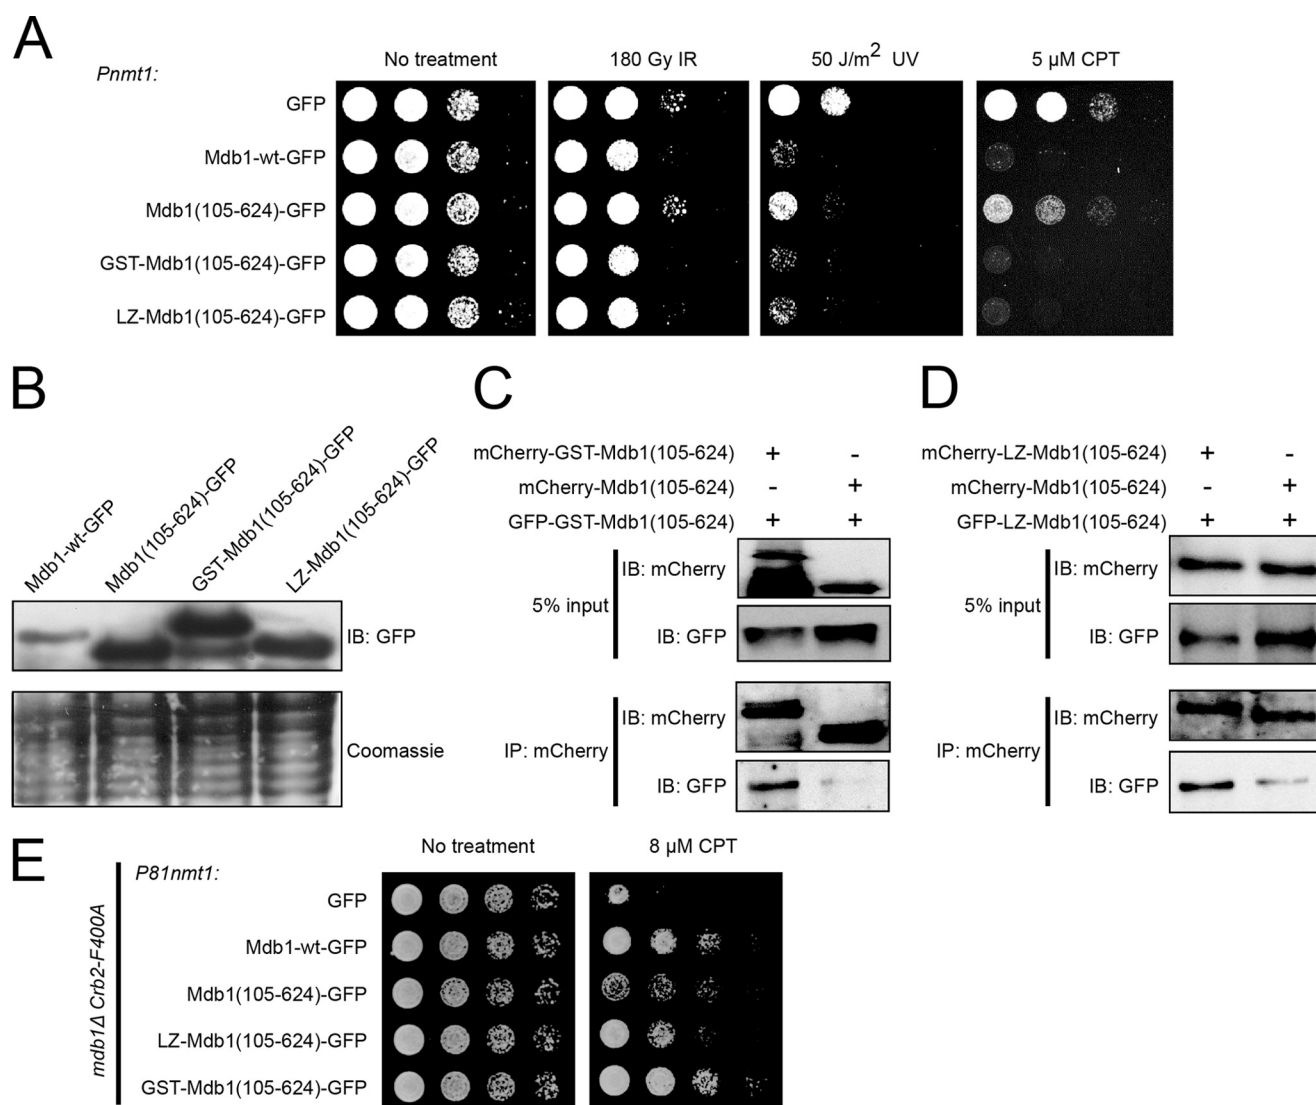 A
Pnmt1:
No treatment
180 Gy IR
50 J/m2 UV
5 µM CPT
GFP
Mdb1-wt-GFP
Mdb1(105-624)-GFP
GST-Mdb1(105-624)-GFP
LZ-Mdb1(105-624)-GFP
B
Mdb1-wt-GFP
Mdb1(105-624)-GFP
GST-Mdb1(105-624)-GFP
LZ-Mdb1(105-624)-GFP
IB: GFP
Coomassie
C
mCherry-GST-Mdb1(105-624) + -
mCherry-Mdb1(105-624) - +
GFP-GST-Mdb1(105-624) + +
5% input
IB: mCherry
IB: GFP
IP: mCherry
IB: mCherry
IB: GFP
D
mCherry-LZ-Mdb1(105-624) + -
mCherry-Mdb1(105-624) - +
GFP-LZ-Mdb1(105-624) + +
5% input
IB: mCherry
IB: GFP
IP: mCherry
IB: mCherry
IB: GFP
E
mdb1Δ Crb2-F400A
P81nmt1:
No treatment
8 µM CPT
GFP
Mdb1-wt-GFP
Mdb1(105-624)-GFP
LZ-Mdb1(105-624)-GFP
GST-Mdb1(105-624)-GFP